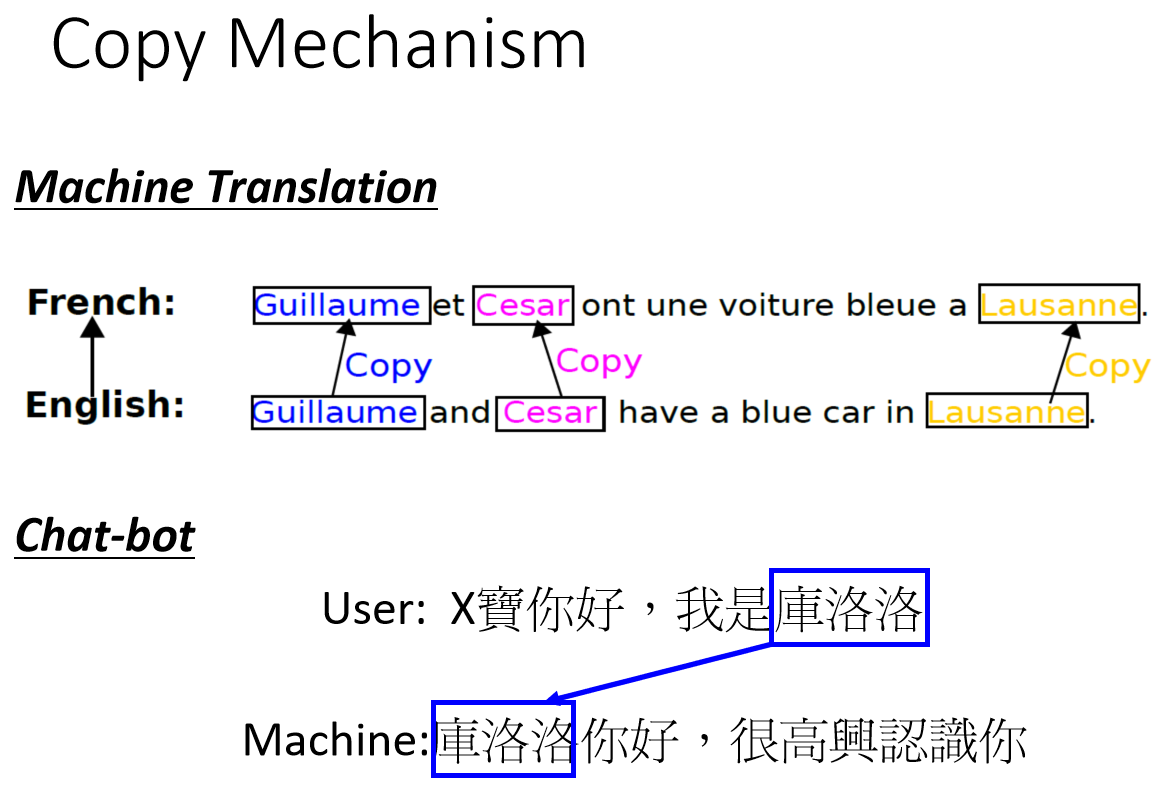 Copy Mechanism
Machine Translation
French: Guillaume et Cesar ont une voiture bleue a Lausanne.
Copy Copy Copy
English: Guillaume and Cesar have a blue car in Lausanne.
Chat-bot
User: X寶你好，我是庫洛洛
Machine:庫洛洛你好，很高興認識你